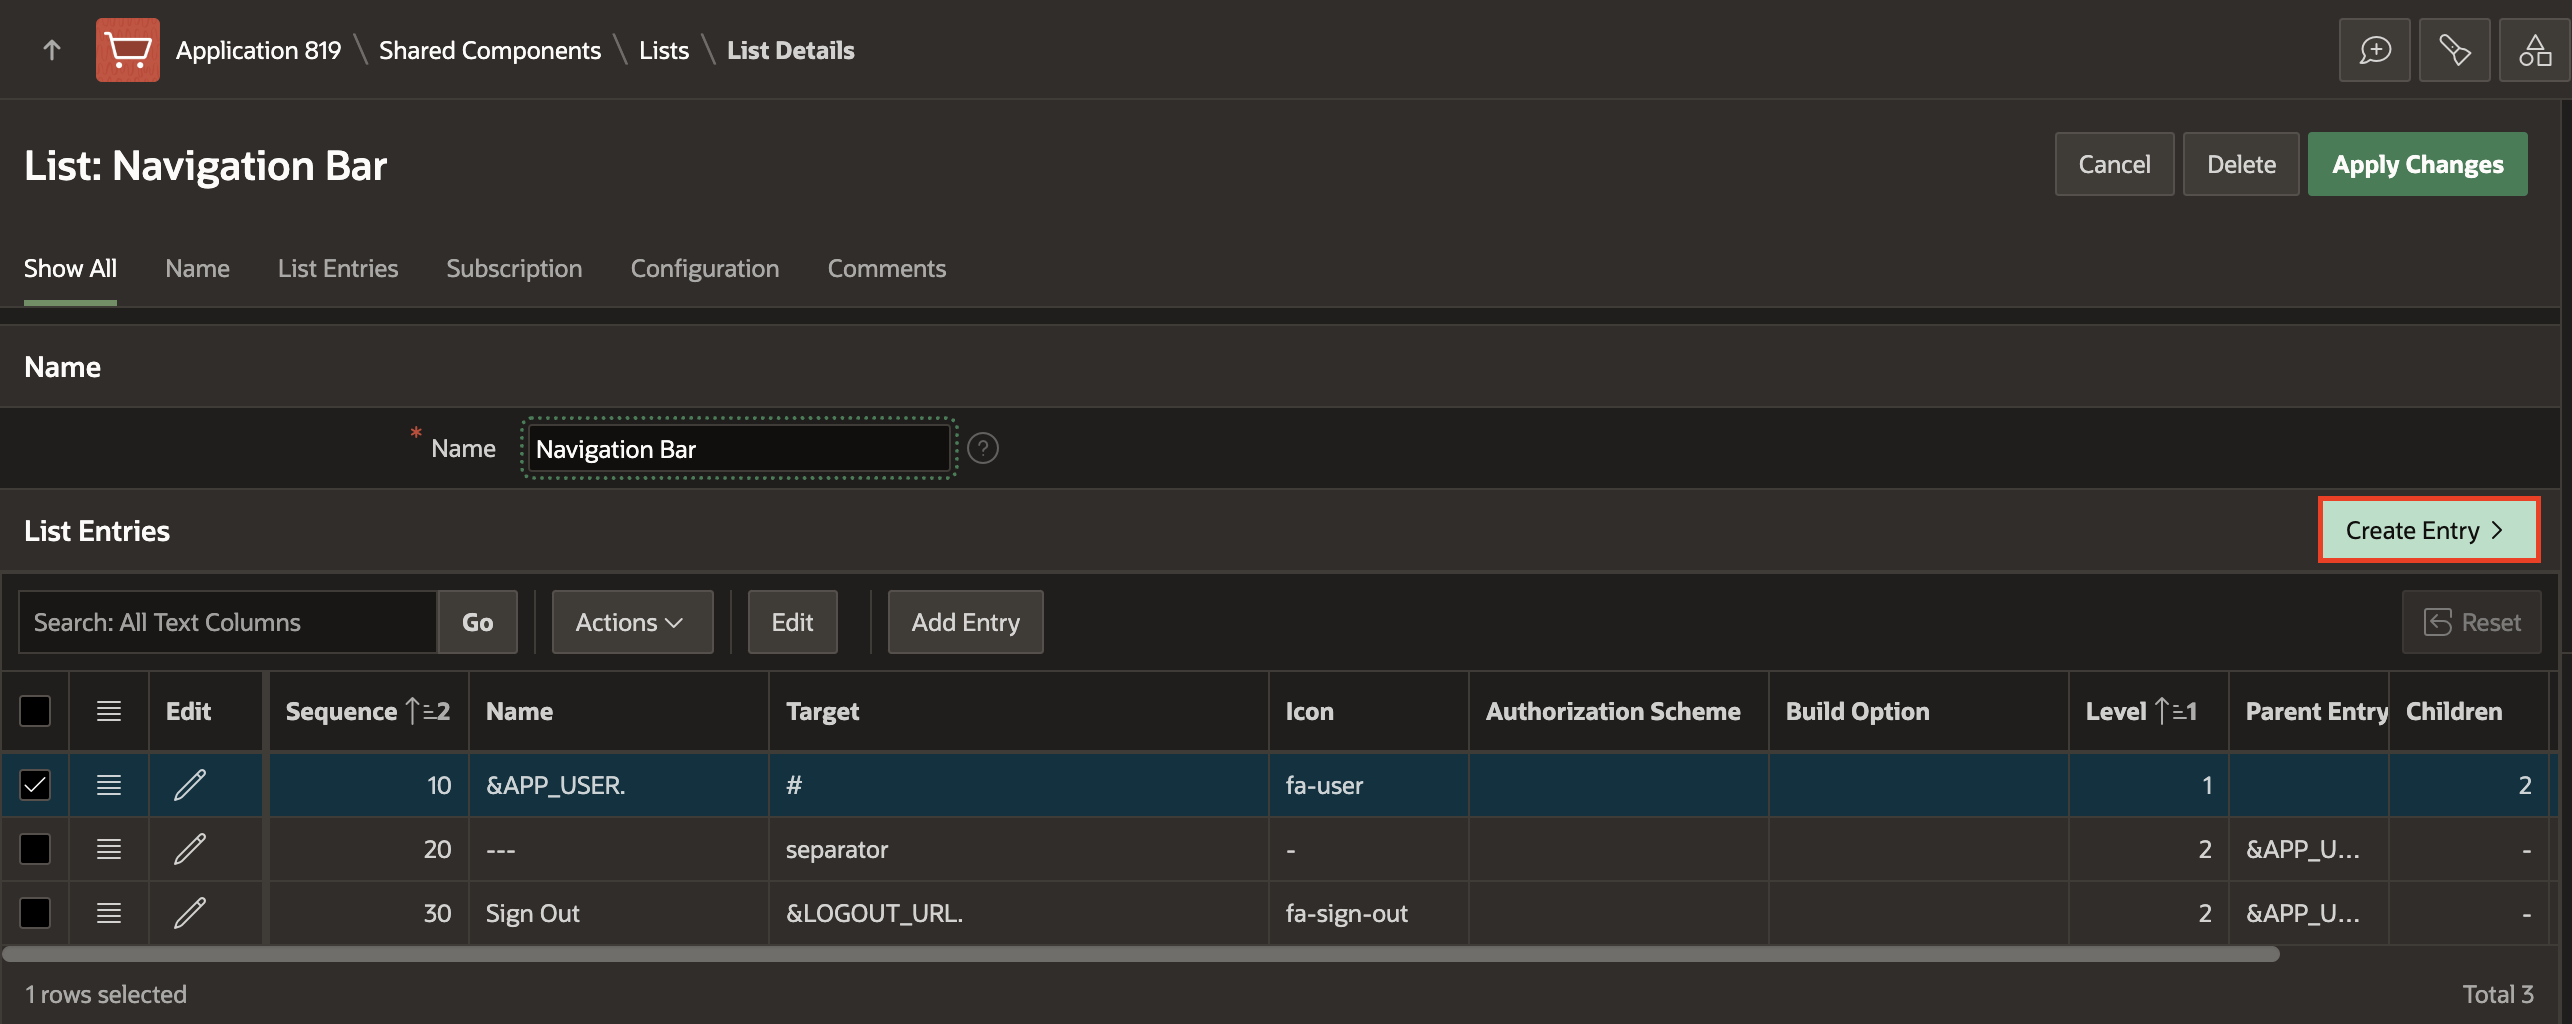 Application 819 \ Shared Components \ Lists \ List Details
List: Navigation Bar
Cancel Delete Apply Changes
Show All Name List Entries Subscription Configuration Comments
Name
* Name Navigation Bar ?
List Entries
Create Entry >
Search: All Text Columns Go Actions Edit Add Entry Reset
Edit Sequence 2 Name Target Icon Authorization Scheme Build Option Level 1 Parent Entry Children
10 &APP_USER. # fa-user 1 2
20 --- separator - 2 &APP_U... -
30 Sign Out &LOGOUT_URL. fa-sign-out 2 &APP_U... -
1 rows selected
Total 3